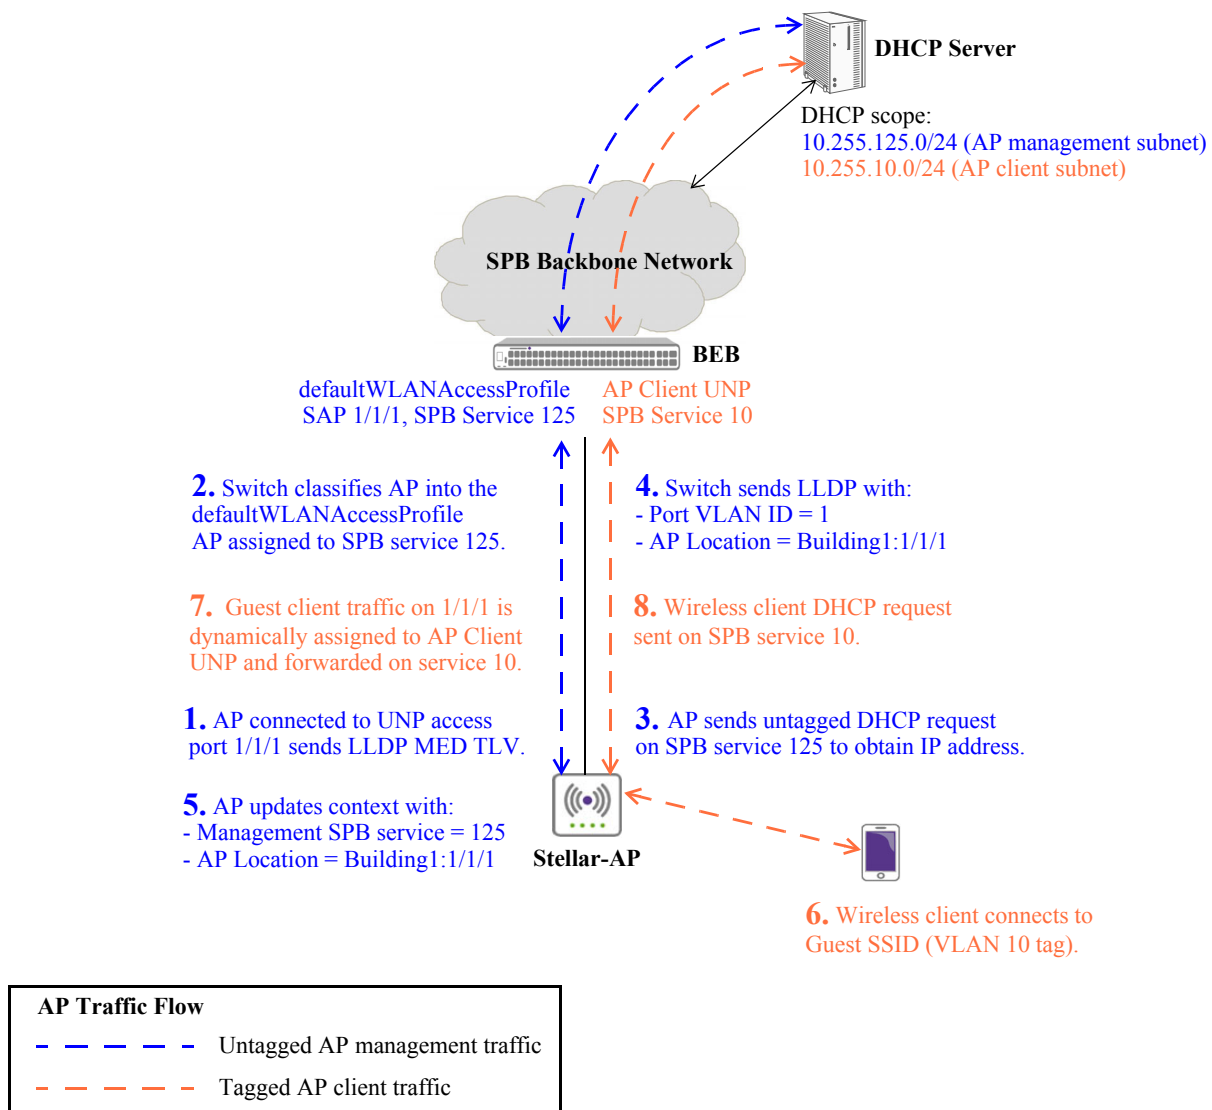 DHCP Server
DHCP scope:
10.255.125.0/24 (AP management subnet)
10.255.10.0/24 (AP client subnet)
SPB Backbone Network
BEB
defaultWLANAccessProfile
SAP 1/1/1, SPB Service 125
AP Client UNP
SPB Service 10
2. Switch classifies AP into the
defaultWLANAccessProfile
AP assigned to SPB service 125.
4. Switch sends LLDP with:
- Port VLAN ID = 1
- AP Location = Building1:1/1/1
7. Guest client traffic on 1/1/1 is
dynamically assigned to AP Client
UNP and forwarded on service 10.
8. Wireless client DHCP request
sent on SPB service 10.
1. AP connected to UNP access
port 1/1/1 sends LLDP MED TLV.
3. AP sends untagged DHCP request
on SPB service 125 to obtain IP address.
5. AP updates context with:
- Management SPB service = 125
- AP Location = Building1:1/1/1
Stellar-AP
6. Wireless client connects to
Guest SSID (VLAN 10 tag).
AP Traffic Flow
Untagged AP management traffic
Tagged AP client traffic